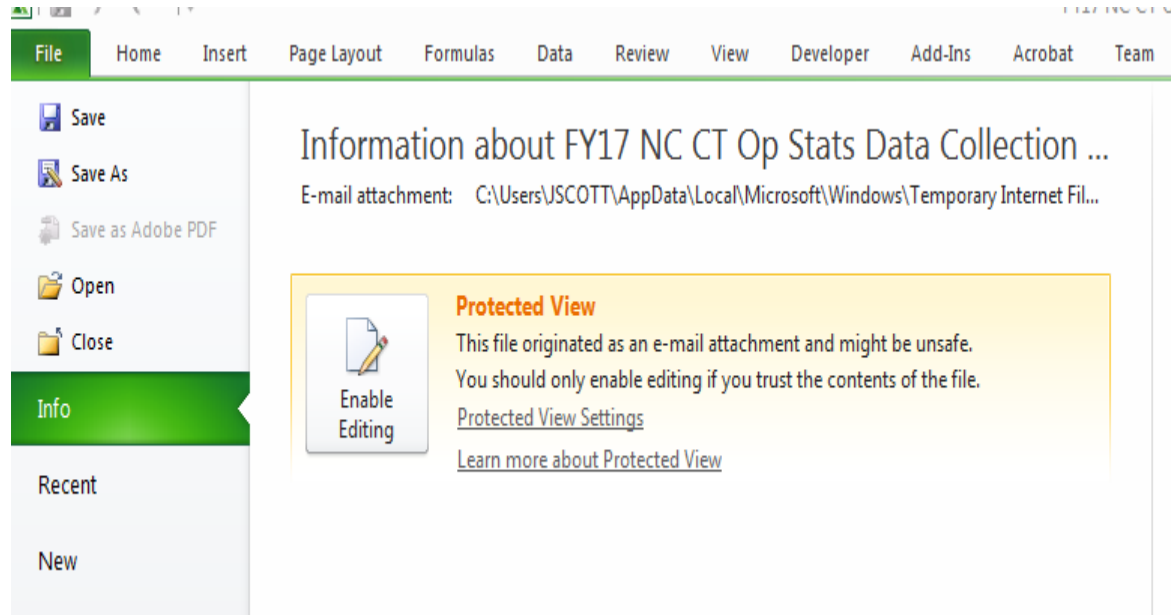 File Home Insert Page Layout Formulas Data Review View Developer Add-Ins Acrobat Team
Save
Save As
Save as Adobe PDF
Open
Close
Info
Recent
New
Information about FY17 NC CT Op Stats Data Collection ...
E-mail attachment: C:\Users\JSCOTT\AppData\Local\Microsoft\Windows\Temporary Internet Fil...
Enable
Editing
Protected View
This file originated as an e-mail attachment and might be unsafe.
You should only enable editing if you trust the contents of the file.
Protected View Settings
Learn more about Protected View